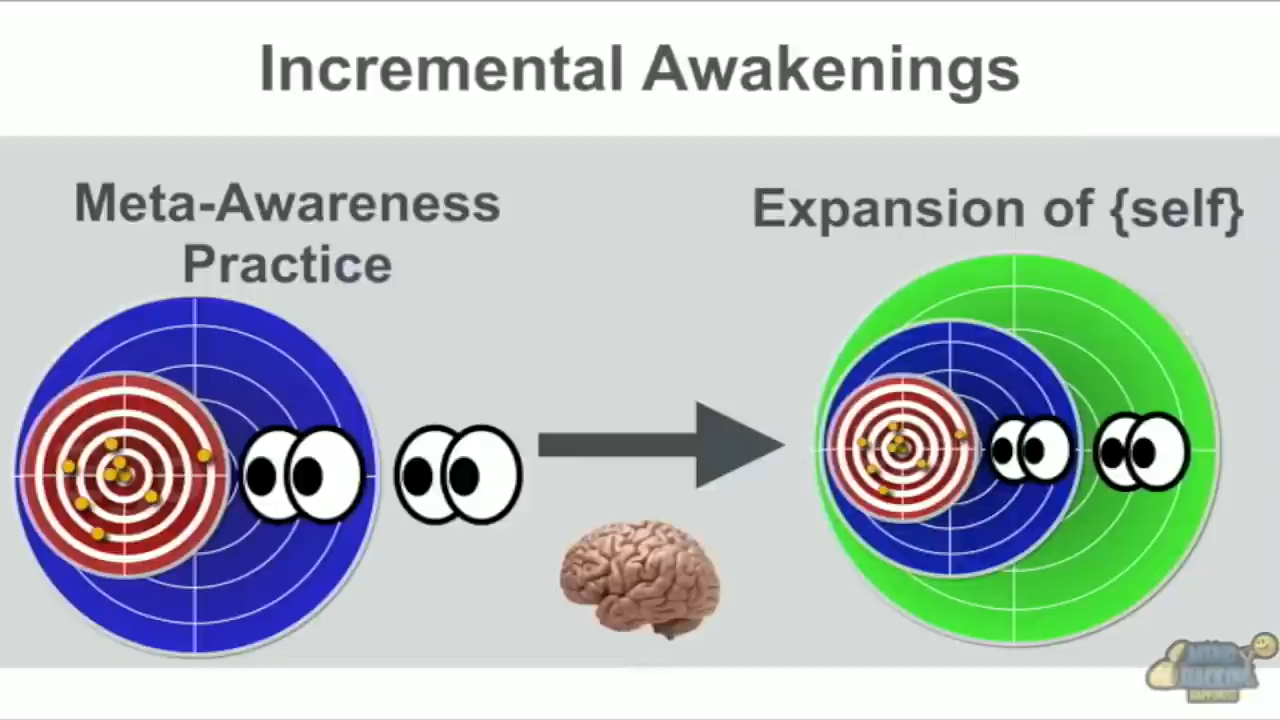 Incremental Awakenings
Meta-Awareness
Practice
Expansion of {self}